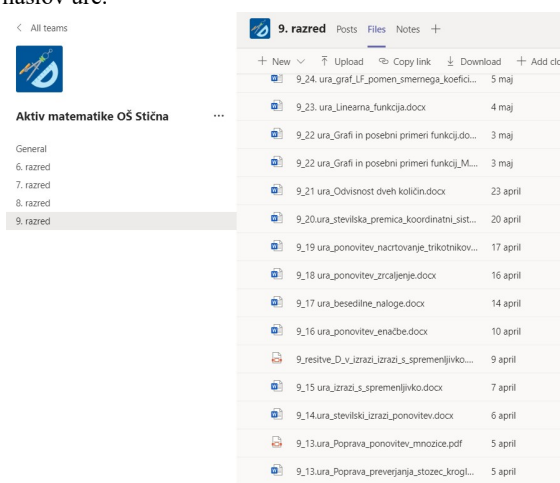 naslov ure.
< All teams
Aktiv matematike OŠ Stična ...
General
6. razred
7. razred
8. razred
9. razred
9. razred Posts Files Notes +
+ New Upload Copy link Download + Add clo
9_24. ura_graf_LF_pomen_smernega_koefici... 5 maj
9_23. ura_Linearna_funkcija.docx 4 maj
9_22 ura_Grafi in posebni primeri funkcij.do... 3 maj
9_22 ura_Grafi in posebni primeri funkcij_M.... 3 maj
9_21 ura_Odvisnost dveh količin.docx 23 april
9_20.ura_stevilska_premica_koordinatni_sist... 20 april
9_19 ura_ponovitev_nacrtovanje_trikotnikov... 17 april
9_18 ura_ponovitev_zrcaljenje.docx 16 april
9_17 ura_besedilne_naloge.docx 14 april
9_16 ura_ponovitev_enačbe.docx 10 april
9_resitve_D_v_izrazi_izrazi_s_spremenljivko.... 9 april
9_15 ura_izrazi_s_spremenljivko.docx 7 april
9_14.ura_stevilski_izrazi_ponovitev.docx 6 april
9_13.ura_Poprava_ponovitev_mnozice.pdf 5 april
9_13.ura_Poprava_preverjanja_stozec_krogl... 5 april